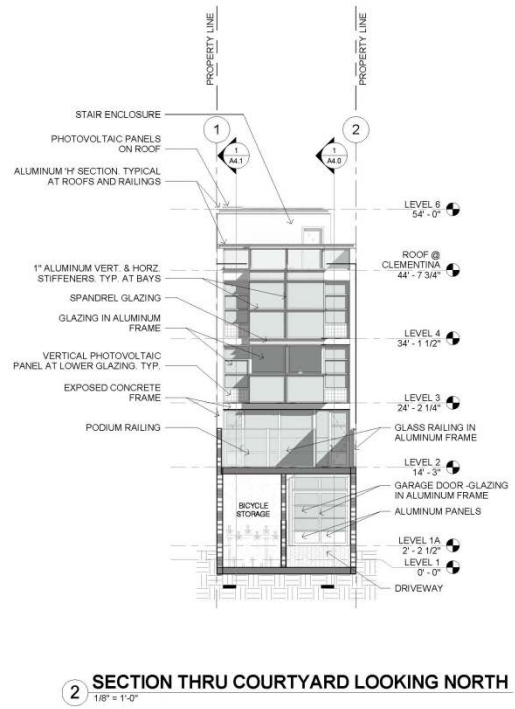 PROPERTY LINE
PROPERTY LINE
1
2
1
A4.1
1
A4.0
STAIR ENCLOSURE
PHOTOVOLTAIC PANELS
ON ROOF
ALUMINUM 'H' SECTION. TYPICAL
AT ROOFS AND RAILINGS
1" ALUMINUM VERT. & HORZ.
STIFFENERS. TYP. AT BAYS
SPANDREL GLAZING
GLAZING IN ALUMINUM
FRAME
VERTICAL PHOTOVOLTAIC
PANEL AT LOWER GLAZING. TYP.
EXPOSED CONCRETE
FRAME
PODIUM RAILING
LEVEL 6
54' - 0"
ROOF @
CLEMENTINA
44' - 7 3/4"
LEVEL 4
34' - 1 1/2"
LEVEL 3
24' - 2 1/4"
GLASS RAILING IN
ALUMINUM FRAME
LEVEL 2
14' - 3"
GARAGE DOOR -GLAZING
IN ALUMINUM FRAME
ALUMINUM PANELS
BICYCLE
STORAGE
LEVEL 1A
2' - 2 1/2"
LEVEL 1
0' - 0"
DRIVEWAY
2
SECTION THRU COURTYARD LOOKING NORTH
1/8" = 1'-0"